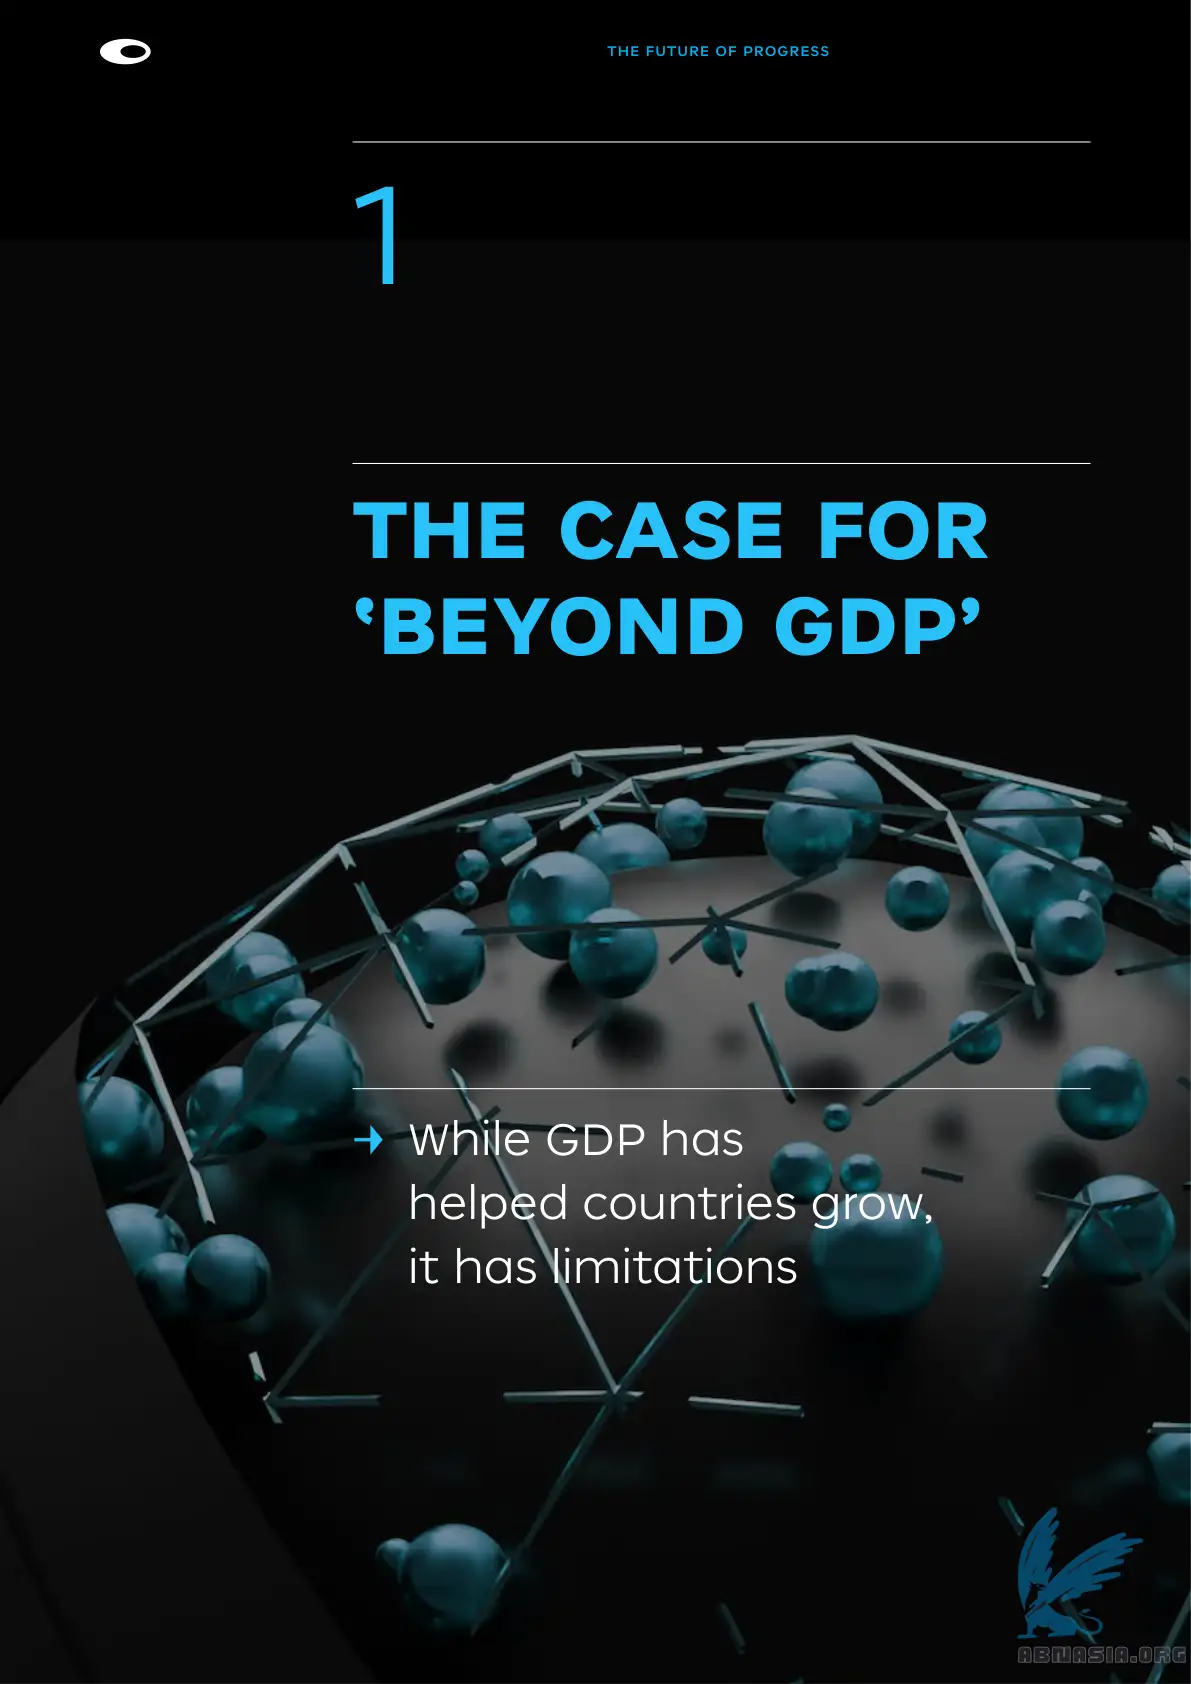 THE FUTURE OF PROGRESS
1
THE CASE FOR
‘BEYOND GDP’
While GDP has
helped countries grow,
it has limitations
ABNASIA.ORG